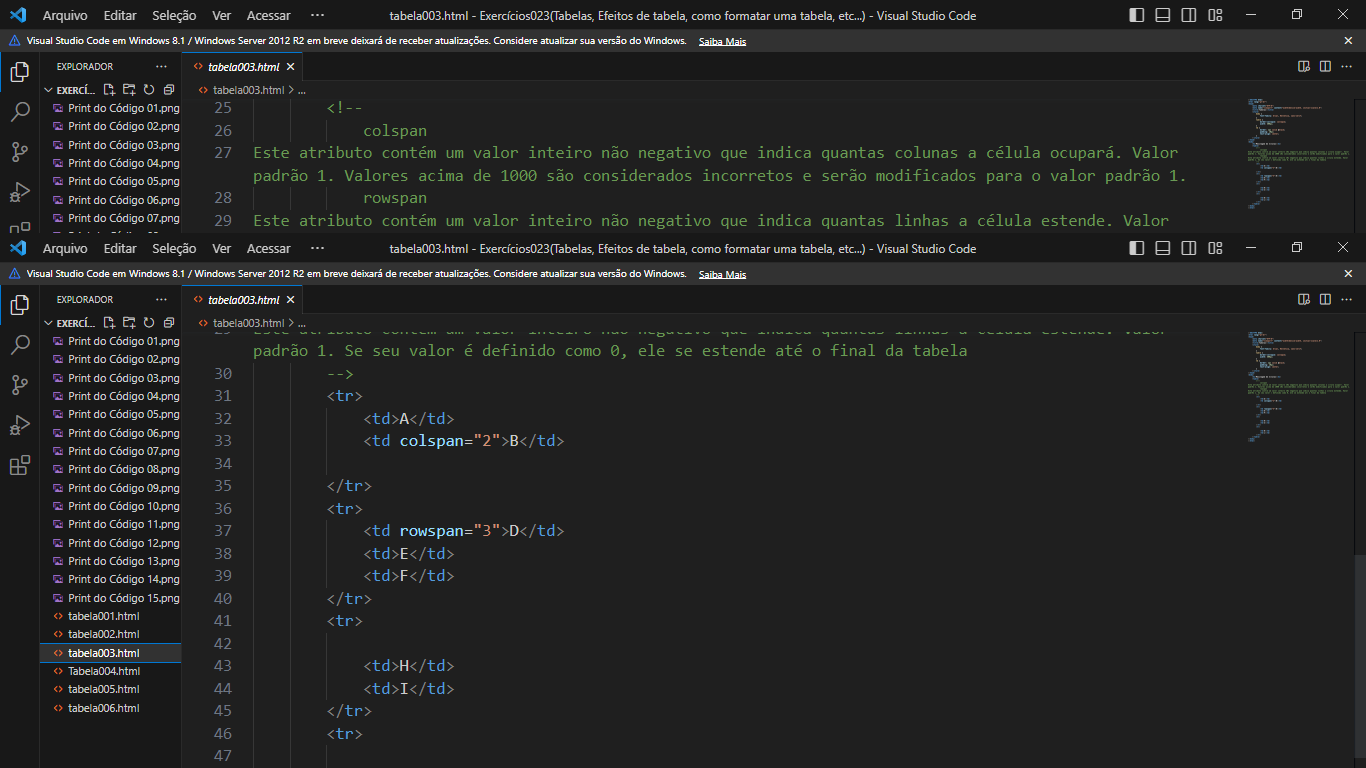 Arquivo Editar Seleção Ver Acessar ··· tabela003.html - Exercícios023(Tabelas, Efeitos de tabela, como formatar uma tabela, etc...) - Visual Studio Code
Visual Studio Code em Windows 8.1 / Windows Server 2012 R2 em breve deixará de receber atualizações. Considere atualizar sua versão do Windows. Saiba Mais
EXPLORADOR ···
EXERCÍ...
Print do Código 01.png
Print do Código 02.png
Print do Código 03.png
Print do Código 04.png
Print do Código 05.png
Print do Código 06.png
Print do Código 07.png
<> tabela003.html
<> tabela003.html > ...
25 <!--
26 colspan
27 Este atributo contém um valor inteiro não negativo que indica quantas colunas a célula ocupará. Valor
padrão 1. Valores acima de 1000 são considerados incorretos e serão modificados para o valor padrão 1.
28 rowspan
29 Este atributo contém um valor inteiro não negativo que indica quantas linhas a célula estende. Valor
Arquivo Editar Seleção Ver Acessar ··· tabela003.html - Exercícios023(Tabelas, Efeitos de tabela, como formatar uma tabela, etc...) - Visual Studio Code
Visual Studio Code em Windows 8.1 / Windows Server 2012 R2 em breve deixará de receber atualizações. Considere atualizar sua versão do Windows. Saiba Mais
EXPLORADOR ···
EXERCÍ...
Print do Código 01.png
Print do Código 02.png
Print do Código 03.png
Print do Código 04.png
Print do Código 05.png
Print do Código 06.png
Print do Código 07.png
Print do Código 08.png
Print do Código 09.png
Print do Código 10.png
Print do Código 11.png
Print do Código 12.png
Print do Código 13.png
Print do Código 14.png
Print do Código 15.png
<> tabela001.html
<> tabela002.html
<> tabela003.html
<> Tabela004.html
<> tabela005.html
<> tabela006.html
<> tabela003.html
<> tabela003.html > ...
29 Este atributo contém um valor inteiro não negativo que indica quantas linhas a célula estende. Valor
padrão 1. Se seu valor é definido como 0, ele se estende até o final da tabela
30 -->
31 <tr>
32 <td>A</td>
33 <td colspan="2">B</td>
34
35 </tr>
36 <tr>
37 <td rowspan="3">D</td>
38 <td>E</td>
39 <td>F</td>
40 </tr>
41 <tr>
42
43 <td>H</td>
44 <td>I</td>
45 </tr>
46 <tr>
47